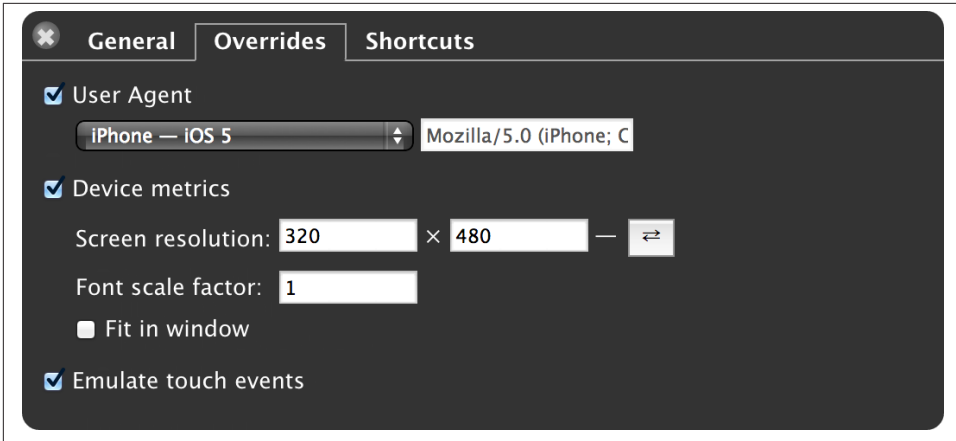 General Overrides Shortcuts
User Agent
iPhone — iOS 5 Mozilla/5.0 (iPhone; C
Device metrics
Screen resolution: 320 × 480 — ⇄
Font scale factor: 1
Fit in window
Emulate touch events